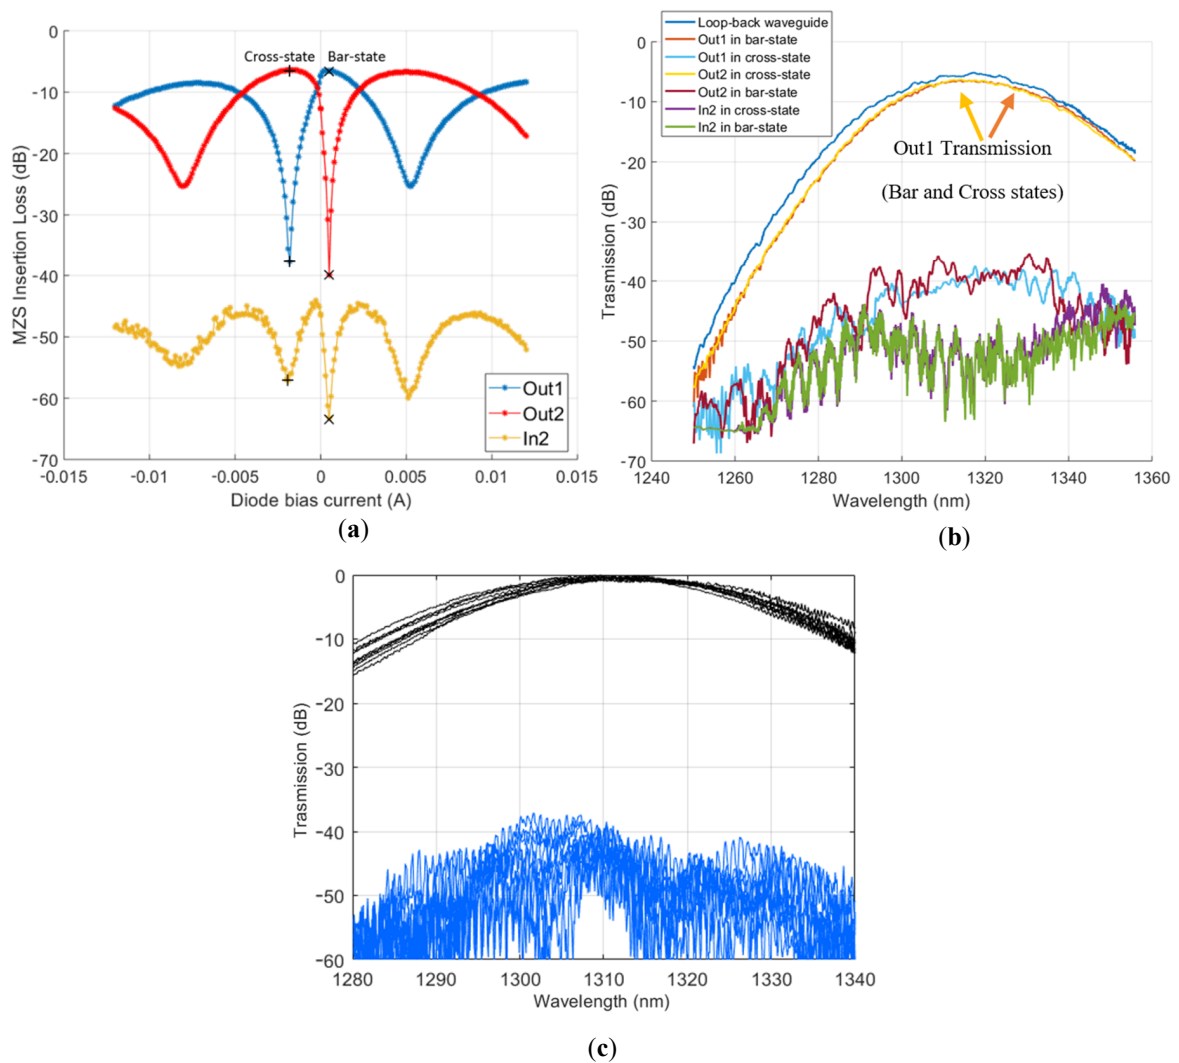 0
-10
-20
-30
-40
-50
-60
-70
MZS Insertion Loss (dB)
Cross-state
Bar-state
Out1
Out2
In2
-0.015
-0.01
-0.005
0
0.005
0.01
0.015
Diode bias current (A)
(a)
Loop-back waveguide
Out1 in bar-state
Out1 in cross-state
Out2 in cross-state
Out2 in bar-state
In2 in cross-state
In2 in bar-state
0
-10
-20
-30
-40
-50
-60
-70
Trasmission (dB)
Out1 Transmission
(Bar and Cross states)
1240
1260
1280
1300
1320
1340
1360
Wavelength (nm)
(b)
0
-10
-20
-30
-40
-50
-60
Trasmission (dB)
1280
1290
1300
1310
1320
1330
1340
Wavelength (nm)
(c)